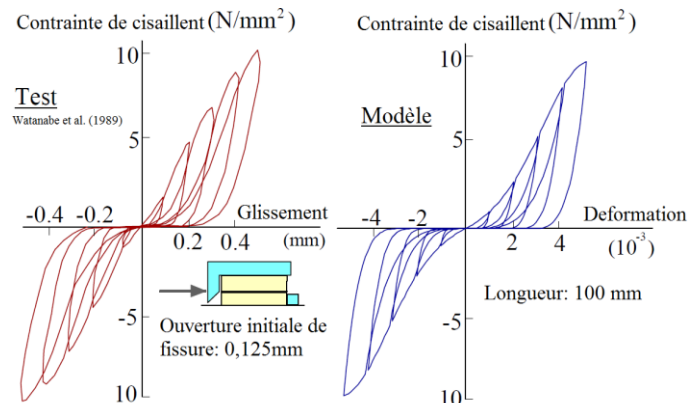 Contrainte de cisaillent (N/mm²)
10
Test
Watanabe et al. (1989)
5
-0.4 -0.2
Glissement
0.2 0.4 (mm)
-5
Ouverture initiale de
fissure: 0,125mm
10
Contrainte de cisaillent (N/mm²)
10
Modèle
5
-4 -2
Deformation
2 4 (10⁻³)
Longueur: 100 mm
-5
10